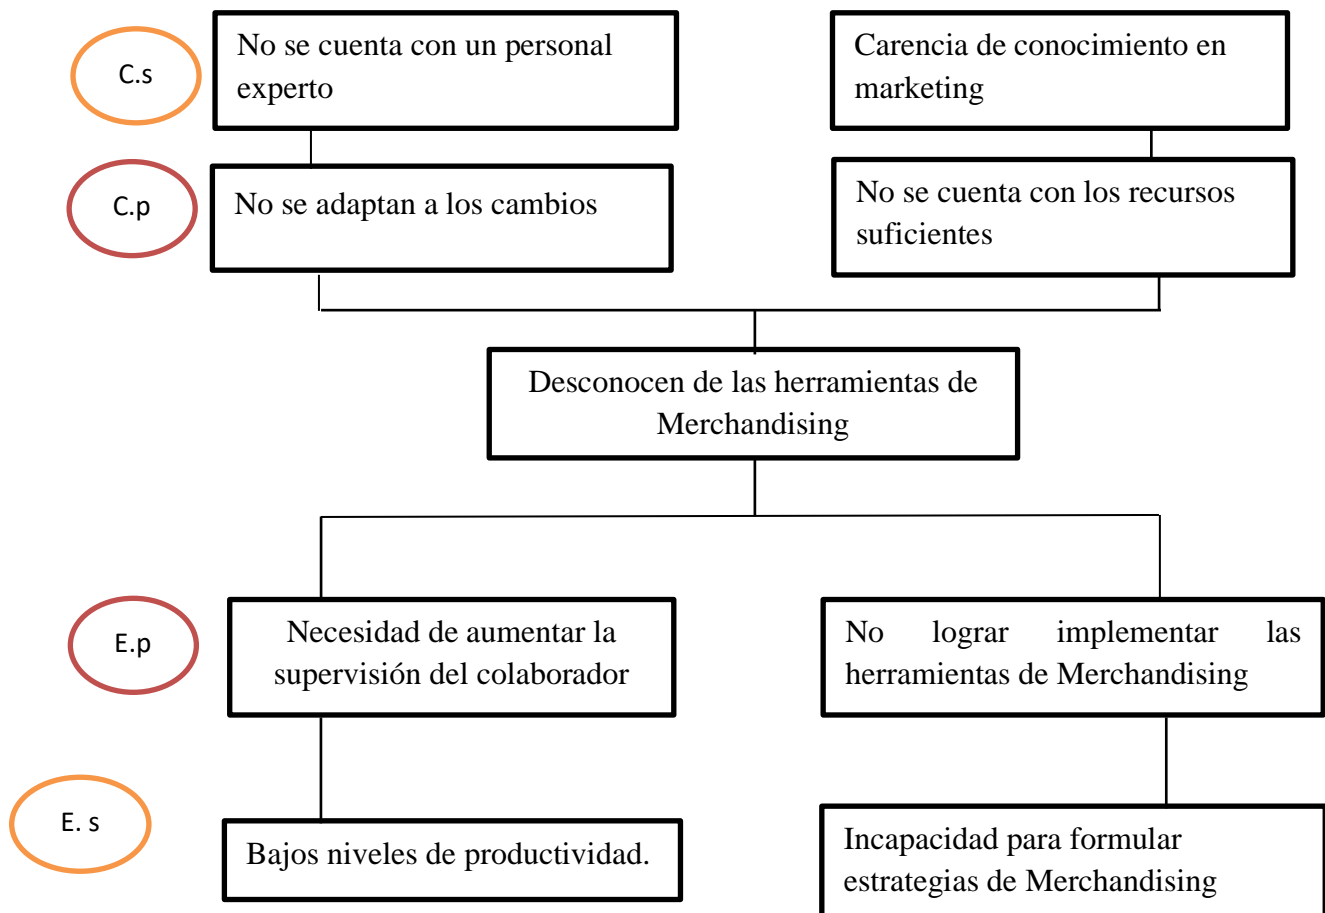 C.s
No se cuenta con un personal
experto
Carencia de conocimiento en
marketing
C.p
No se adaptan a los cambios
No se cuenta con los recursos
suficientes
Desconocen de las herramientas de
Merchandising
E.p
Necesidad de aumentar la
supervisión del colaborador
No lograr implementar las
herramientas de Merchandising
E. s
Bajos niveles de productividad.
Incapacidad para formular
estrategias de Merchandising